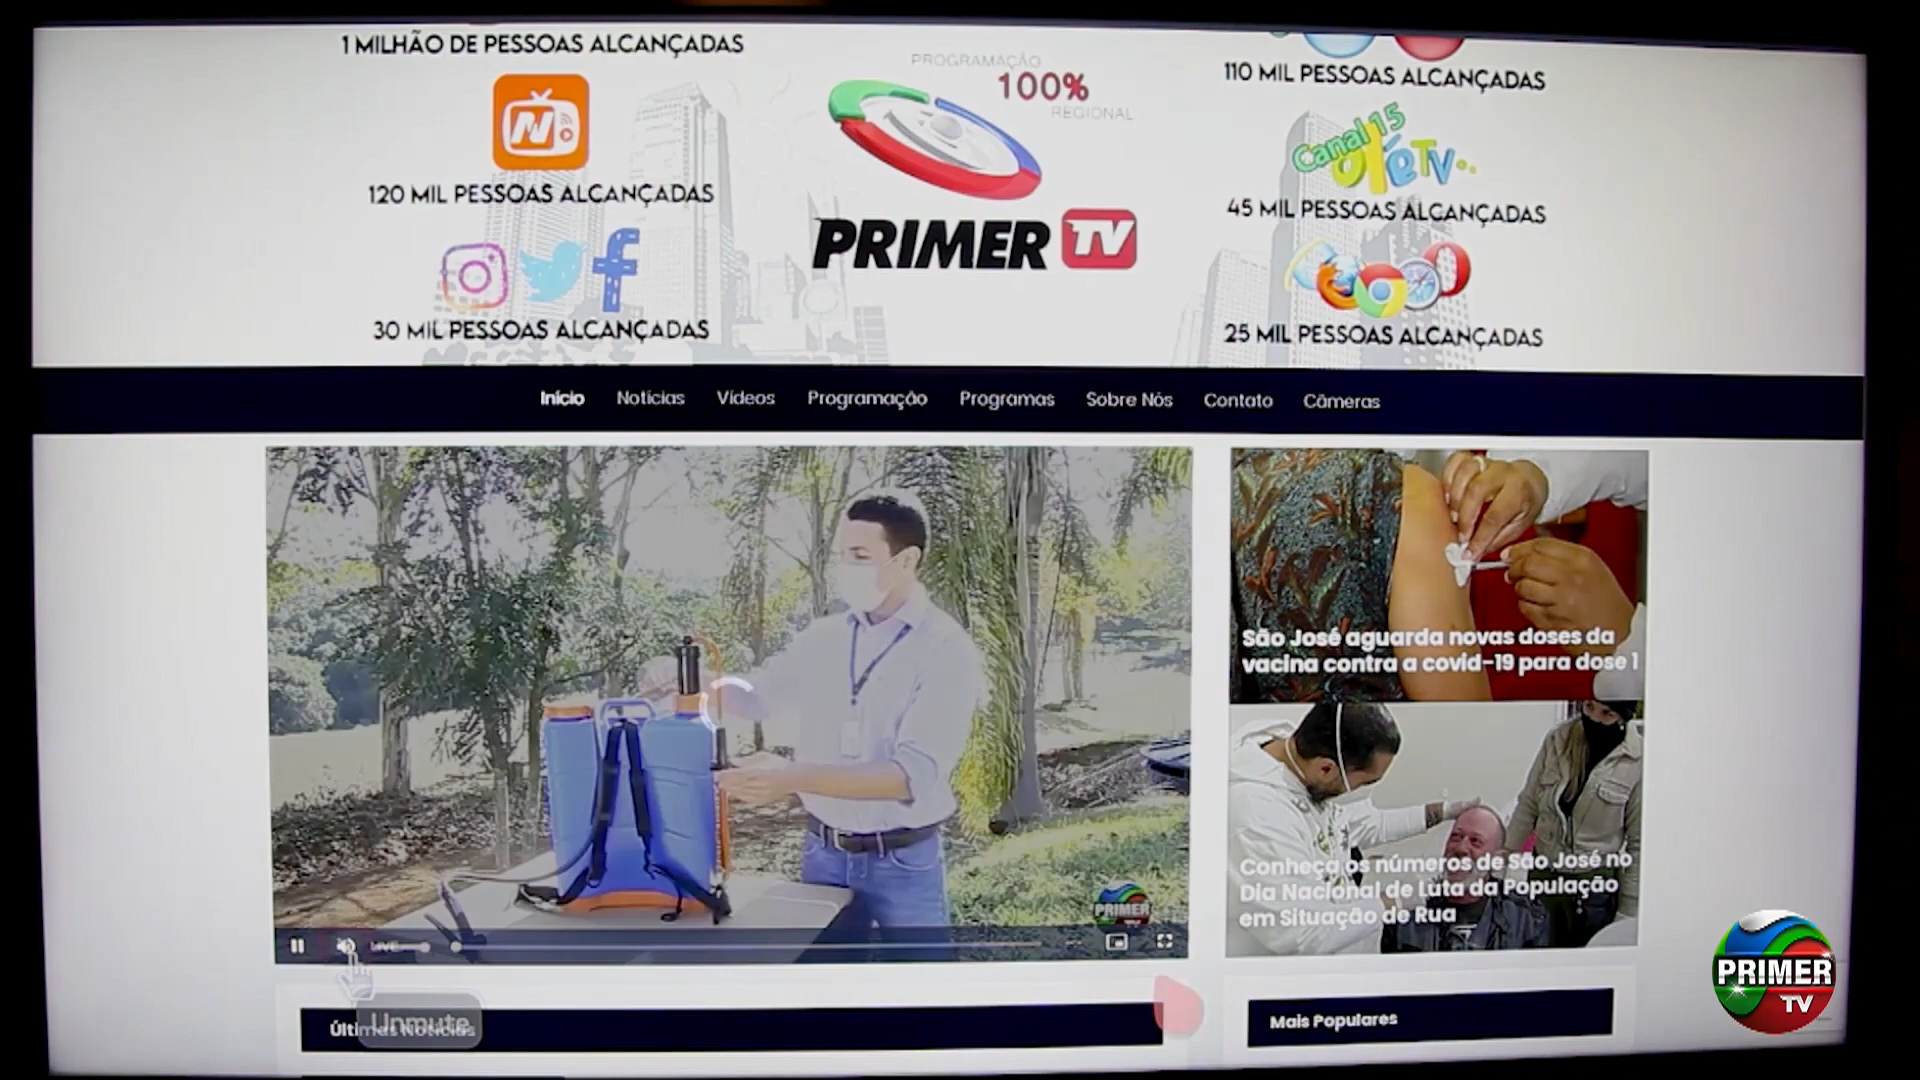 1 MILHÃO DE PESSOAS ALCANÇADAS
120 MIL PESSOAS ALCANÇADAS
30 MIL PESSOAS ALCANÇADAS
PROGRAMAÇÃO
100%
REGIONAL
PRIMER TV
110 MIL PESSOAS ALCANÇADAS
Canal 15
OléTV
45 MIL PESSOAS ALCANÇADAS
25 MIL PESSOAS ALCANÇADAS
Início Notícias Vídeos Programação Programas Sobre Nós Contato Câmeras
São José aguarda novas doses da
vacina contra a covid-19 para dose 1
Conheça os números de São José no
Dia Nacional de Luta da População
em Situação de Rua
PRIMER
TV
LIVE
Unmute
Últimas Notícias
Mais Populares
PRIMER
TV